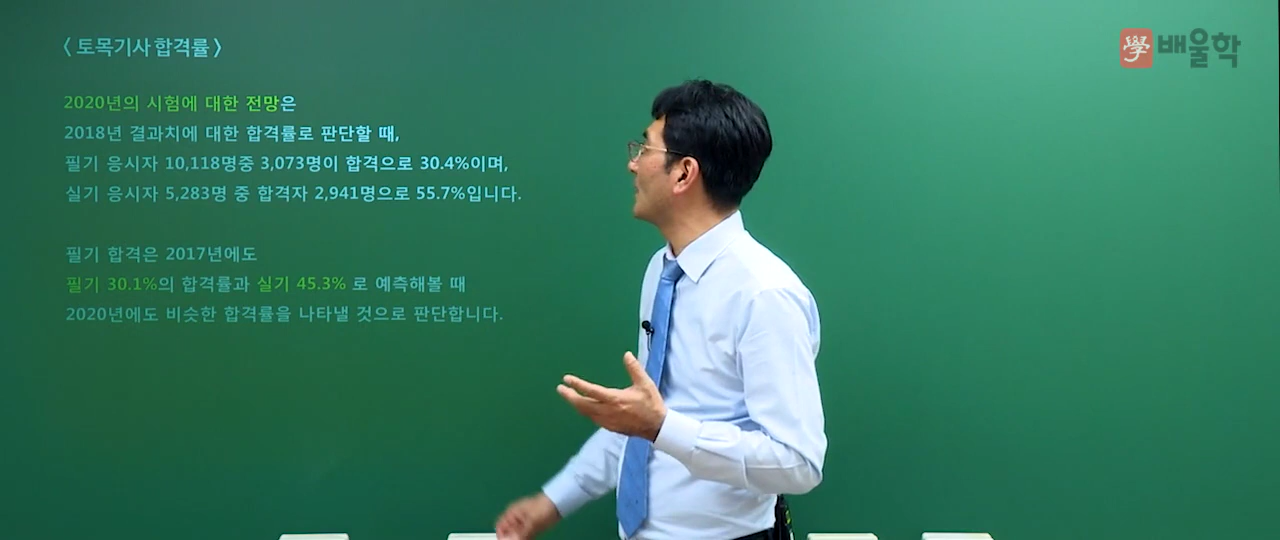 〈 토목기사 합격률 〉
學 배울학
2020년의 시험에 대한 전망은
2018년 결과치에 대한 합격률로 판단할 때,
필기 응시자 10,118명중 3,073명이 합격으로 30.4%이며,
실기 응시자 5,283명 중 합격자 2,941명으로 55.7%입니다.
필기 합격은 2017년에도
필기 30.1%의 합격률과 실기 45.3% 로 예측해볼 때
2020년에도 비슷한 합격률을 나타낼 것으로 판단합니다.